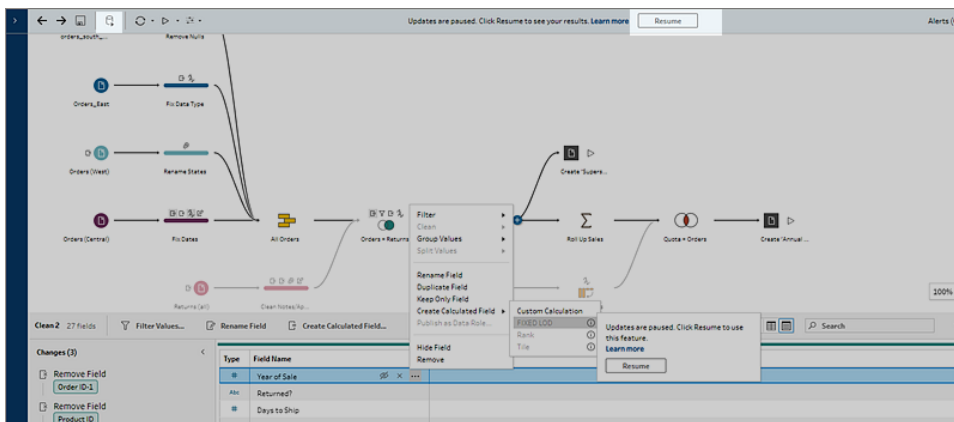 Updates are paused. Click Resume to see your results. Learn more
Resume
Alerts (
orders_south_...
Remove Nulls
Orders_East
Fix Data Type
Orders (West)
Rename States
Create 'Supers...
Orders (Central)
Fix Dates
All Orders
Orders + Returns
Roll Up Sales
Quota + Orders
Create 'Annual ...
Returns (all)
Clean Notes/Ap...
100%
Filter
Clean
Group Values
Split Values
Rename Field
Duplicate Field
Keep Only Field
Create Calculated Field
Publish as Data Role...
Hide Field
Remove
Custom Calculation
FIXED LOD
Rank
Tile
Updates are paused. Click Resume to use
this feature.
Learn more
Resume
Clean 2 27 fields Filter Values... Rename Field Create Calculated Field...
Search
Changes (3)
Remove Field
Order ID-1
Remove Field
Product ID
Type Field Name
# Year of Sale
Abc Returned?
# Days to Ship